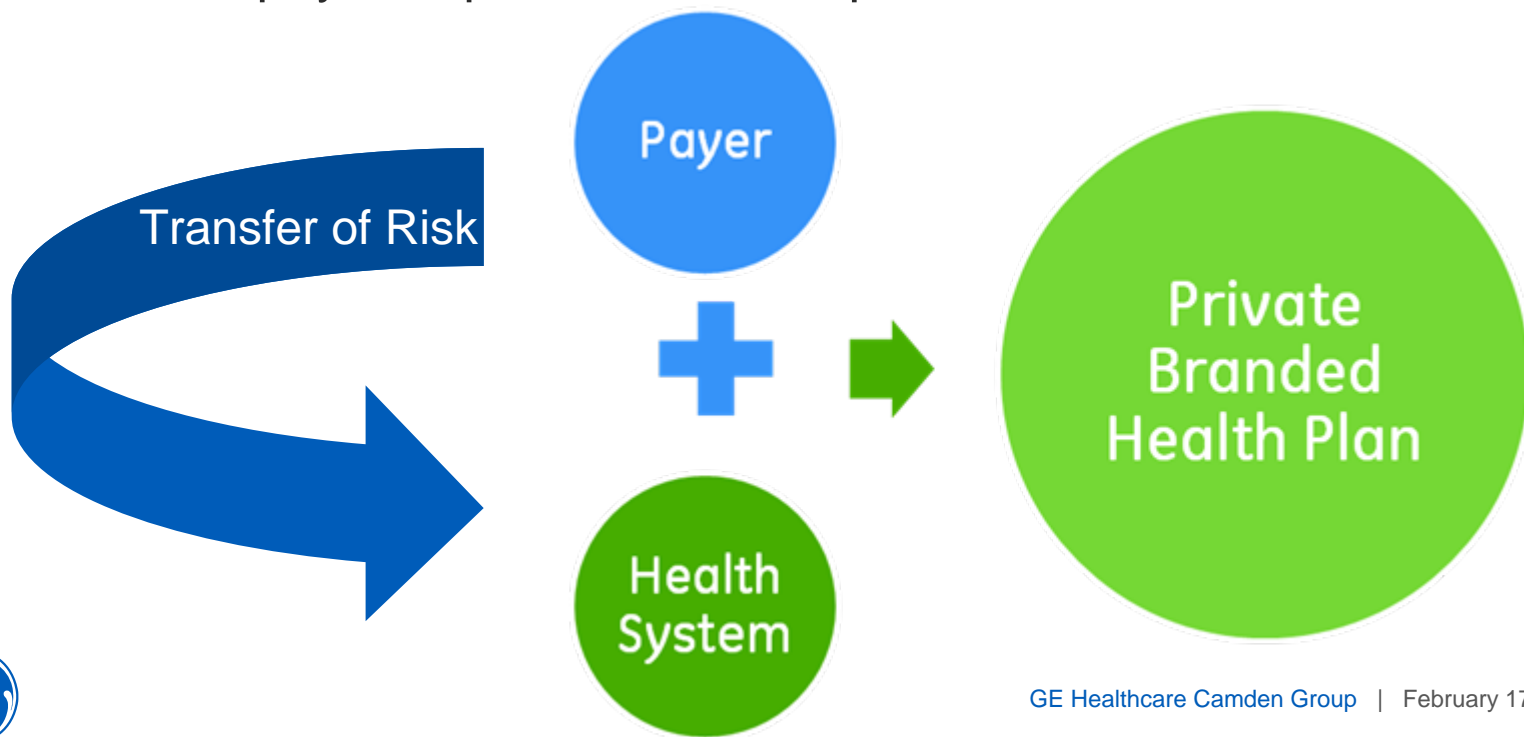 Payer
Transfer of Risk
Private
Branded
Health Plan
Health
System
GE Healthcare Camden Group | February 17